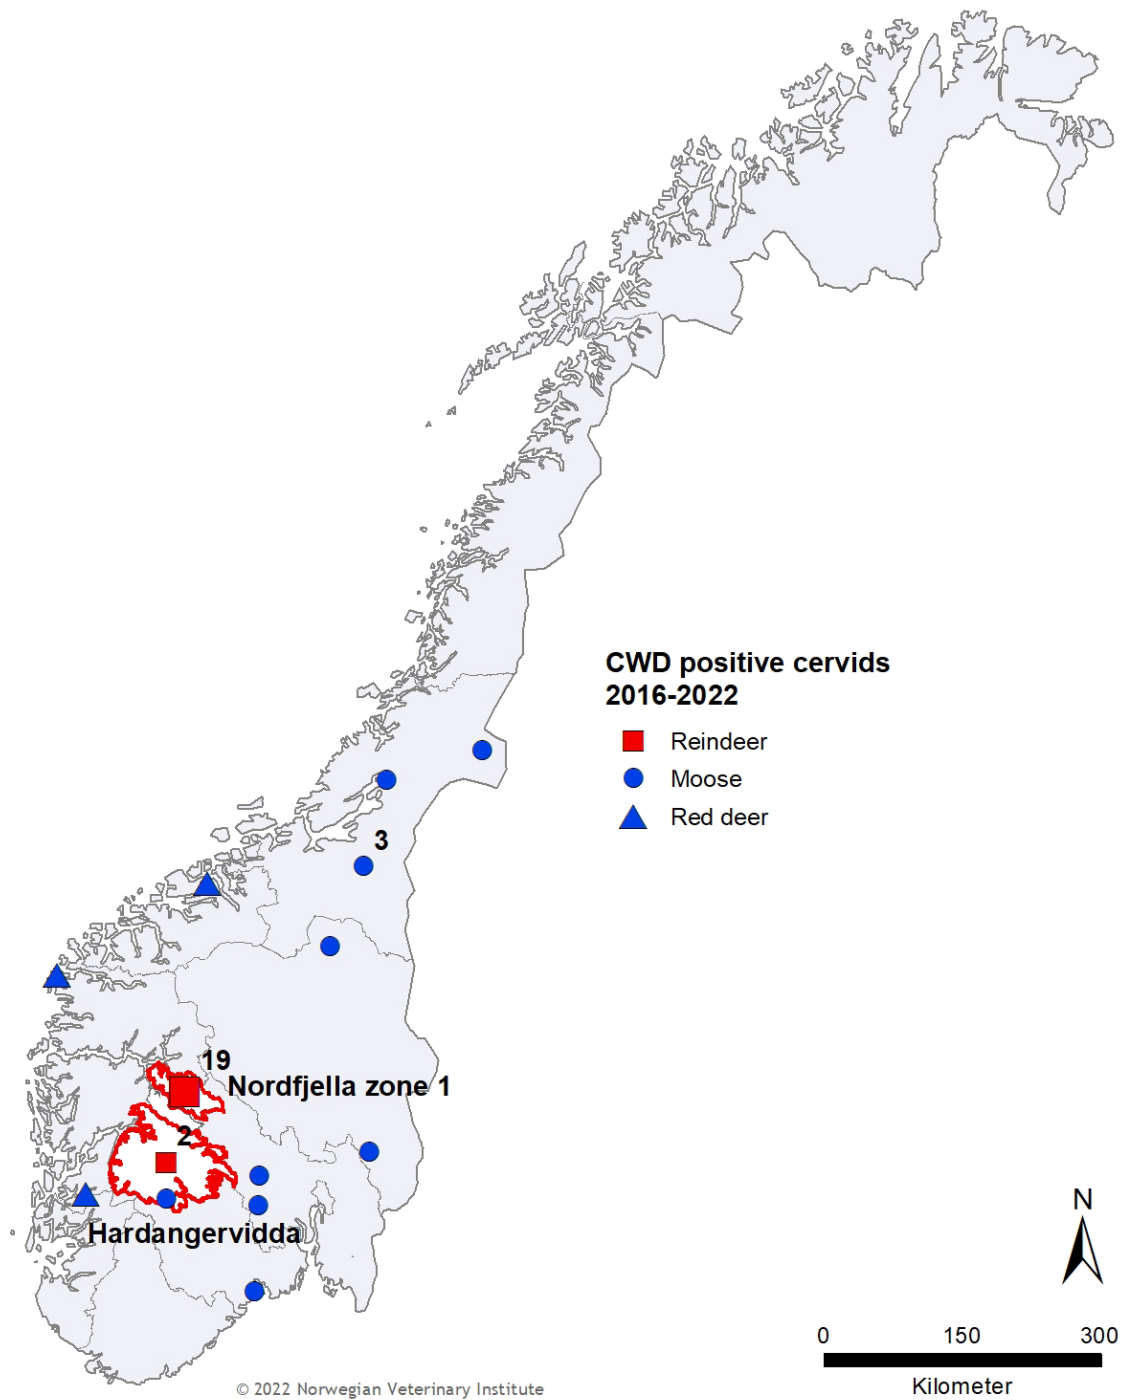 CWD positive cervids
2016-2022
Reindeer
Moose
Red deer
3
19
Nordfjella zone 1
2
Hardangervidda
N
0 150 300
Kilometer
© 2022 Norwegian Veterinary Institute